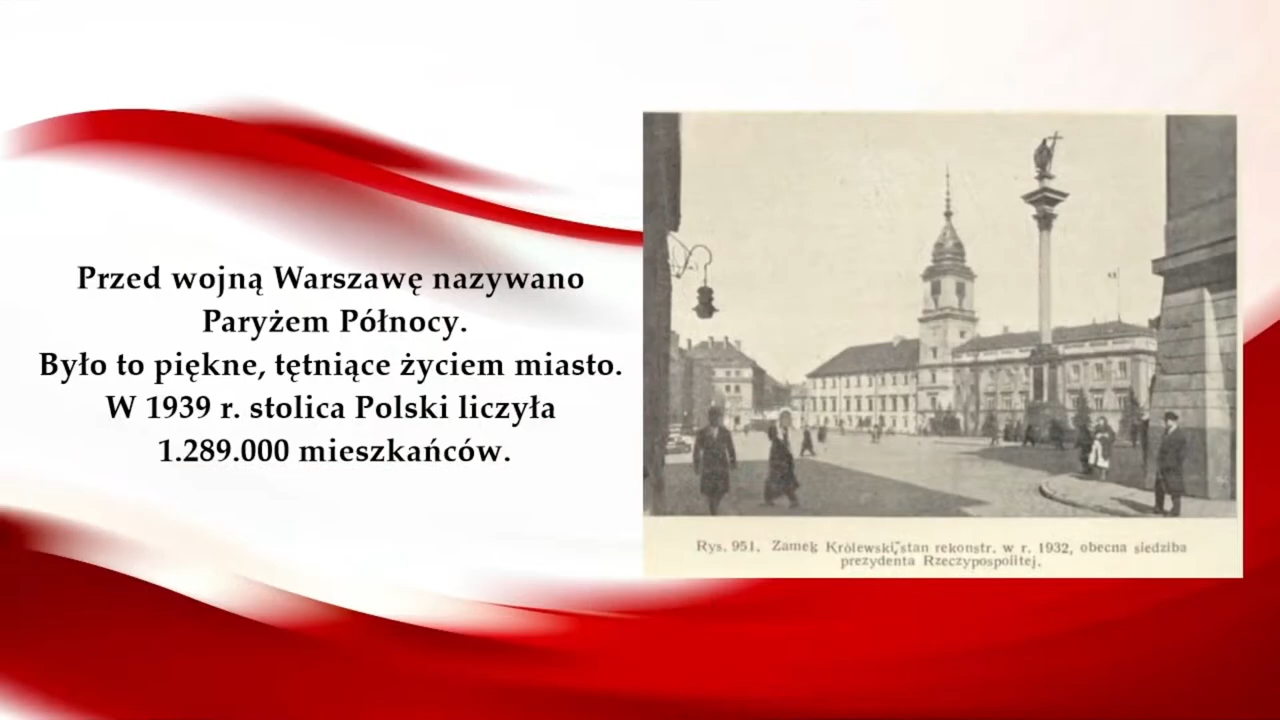 Przed wojną Warszawę nazywano
Paryżem Północy.
Było to piękne, tętniące życiem miasto.
W 1939 r. stolica Polski liczyła
1.289.000 mieszkańców.
Rys. 951. Zamek Królewski, stan rekonstr. w r. 1932, obecna siedziba
prezydenta Rzeczypospolitej.